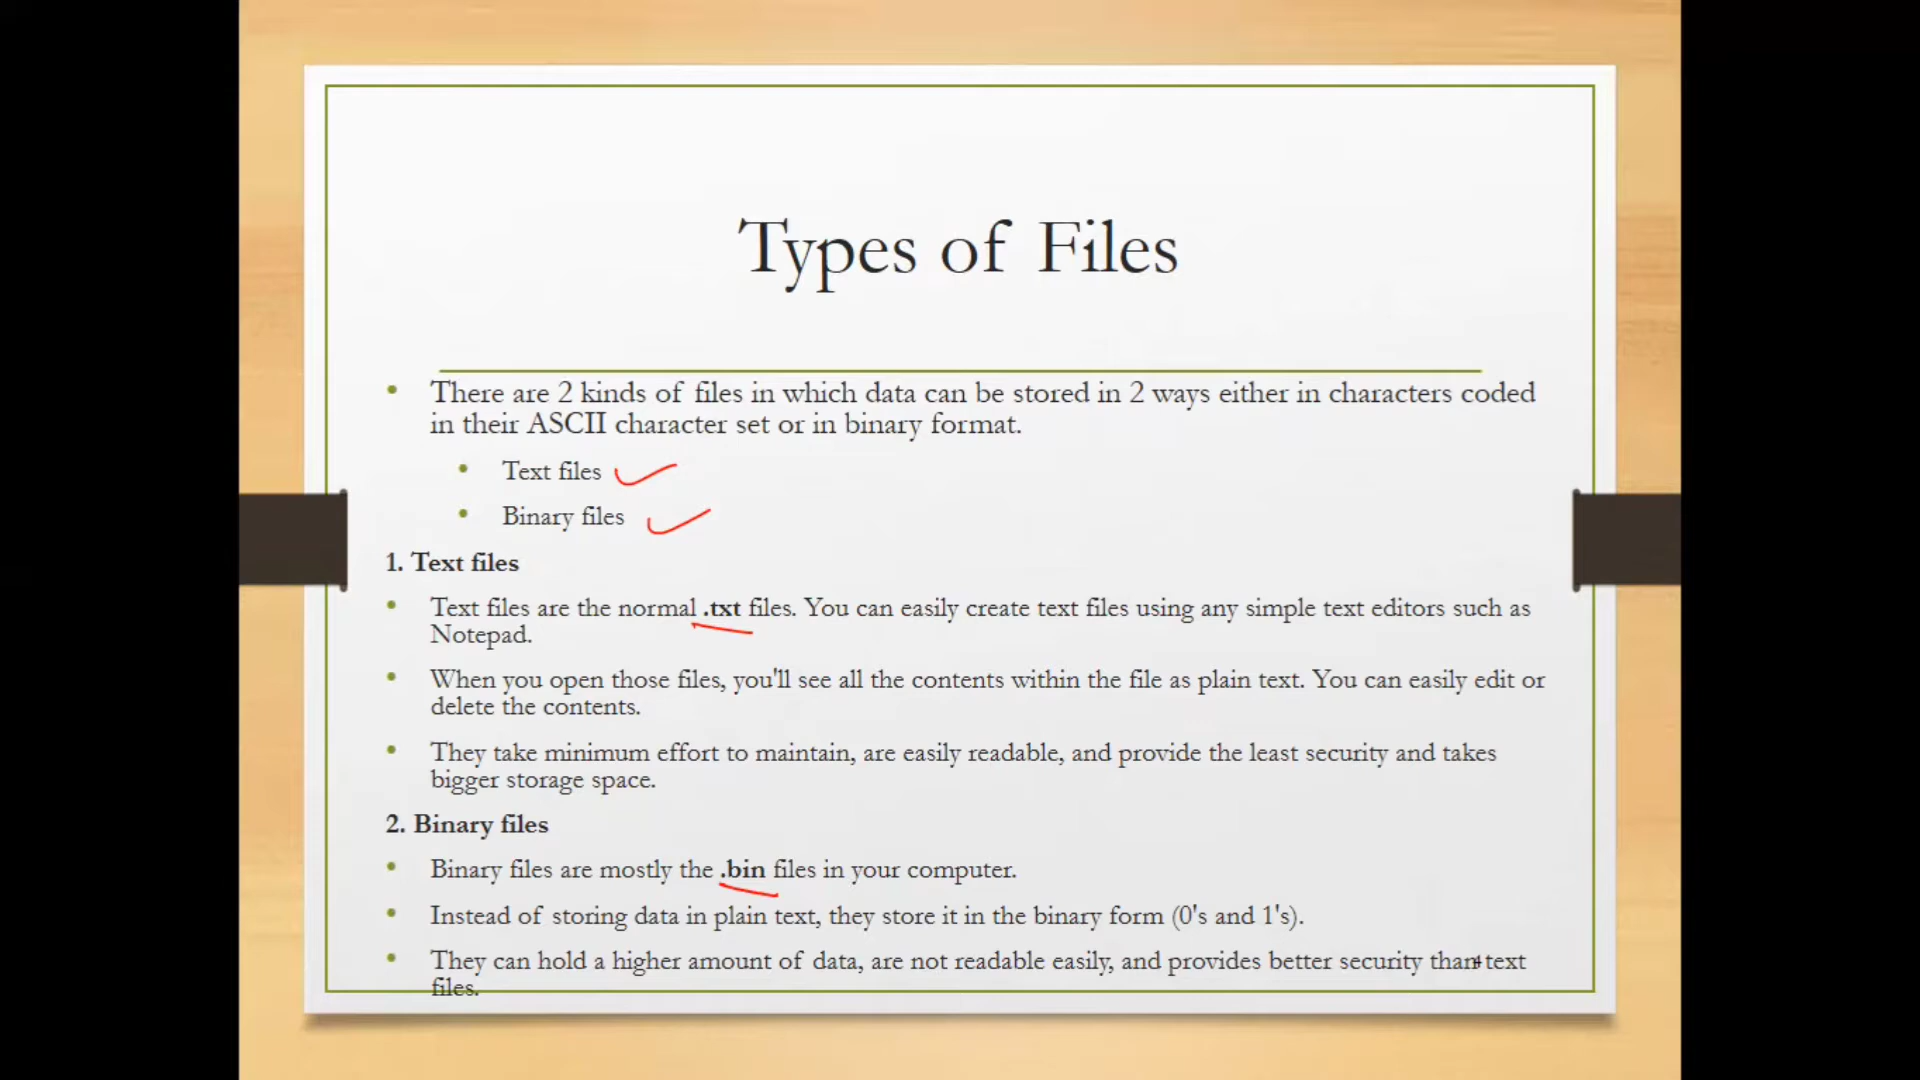 Types of Files
There are 2 kinds of files in which data can be stored in 2 ways either in characters coded
in their ASCII character set or in binary format.
Text files
Binary files
1. Text files
Text files are the normal .txt files. You can easily create text files using any simple text editors such as
Notepad.
When you open those files, you'll see all the contents within the file as plain text. You can easily edit or
delete the contents.
They take minimum effort to maintain, are easily readable, and provide the least security and takes
bigger storage space.
2. Binary files
Binary files are mostly the .bin files in your computer.
Instead of storing data in plain text, they store it in the binary form (0's and 1's).
They can hold a higher amount of data, are not readable easily, and provides better security than text
files.